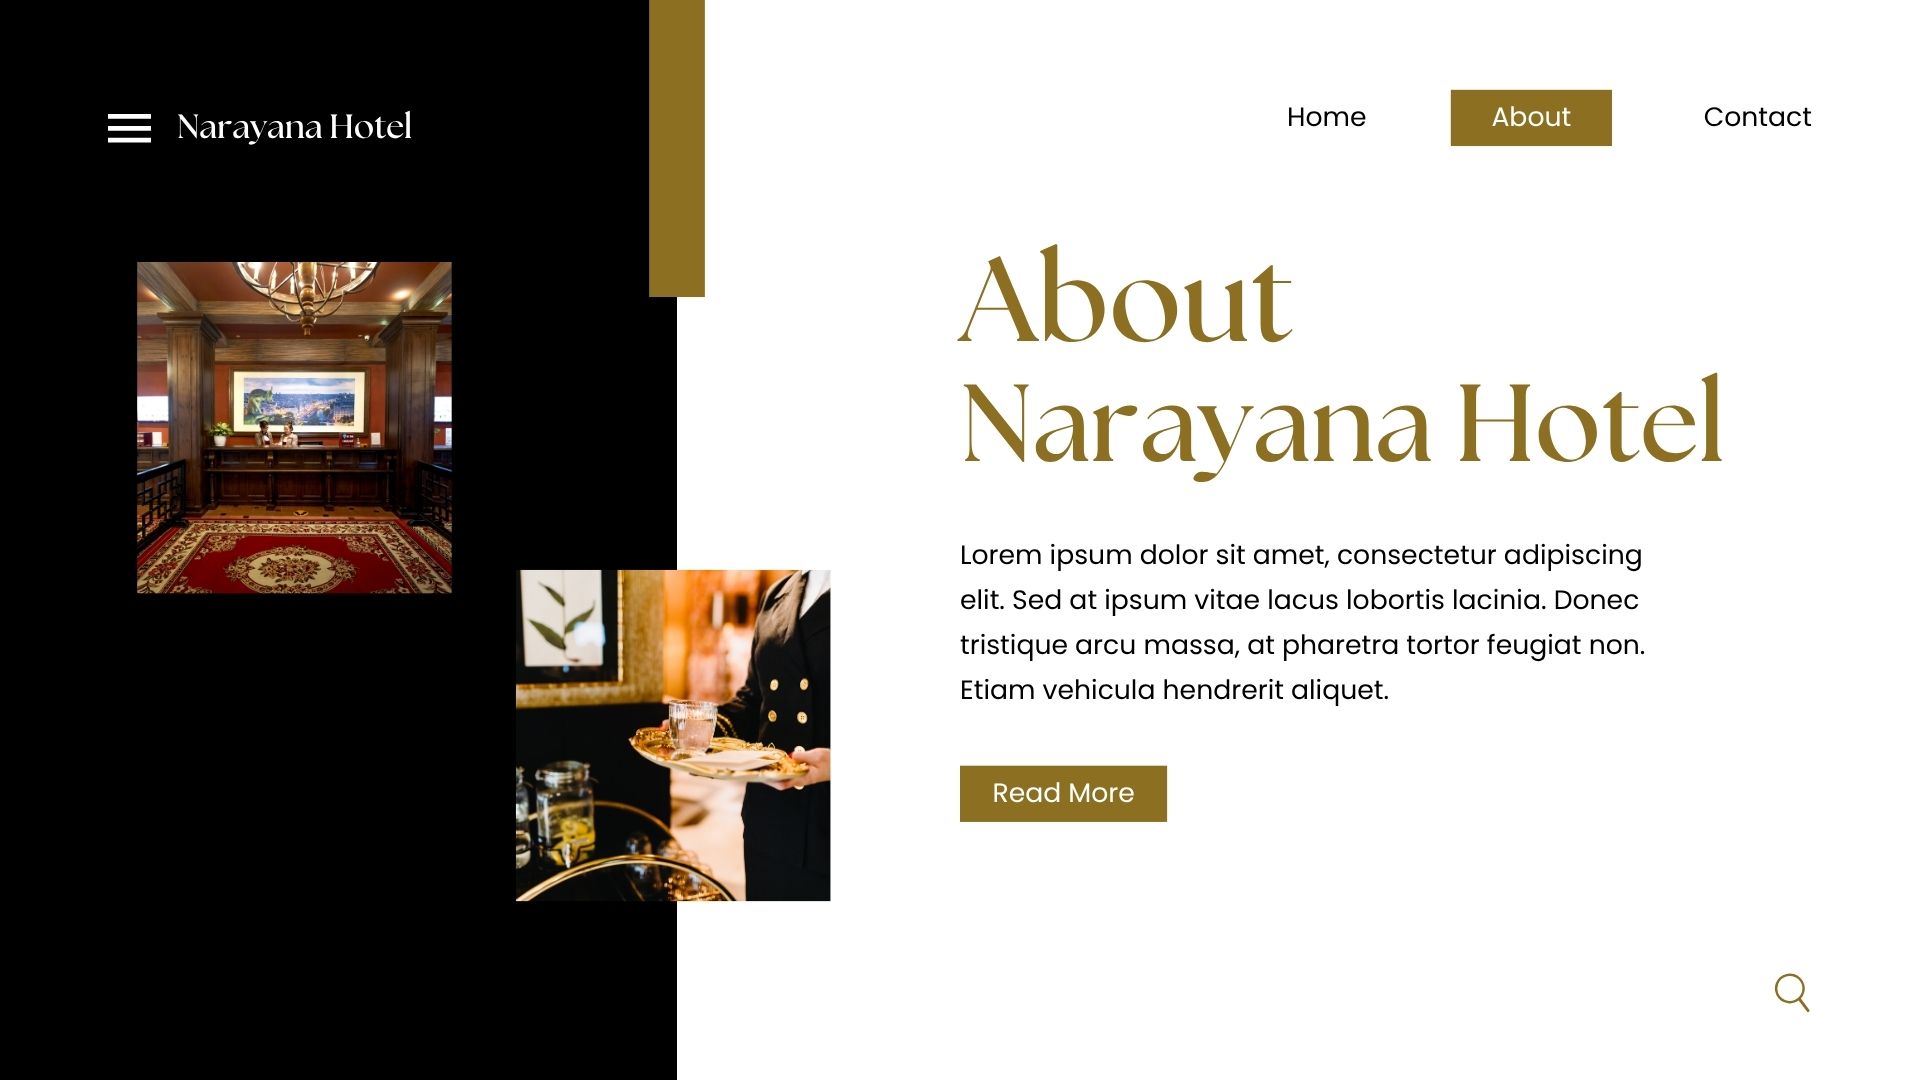 Narayana Hotel
Home
About
Contact
About
Narayana Hotel
Lorem ipsum dolor sit amet, consectetur adipiscing
elit. Sed at ipsum vitae lacus lobortis lacinia. Donec
tristique arcu massa, at pharetra tortor feugiat non.
Etiam vehicula hendrerit aliquet.
Read More